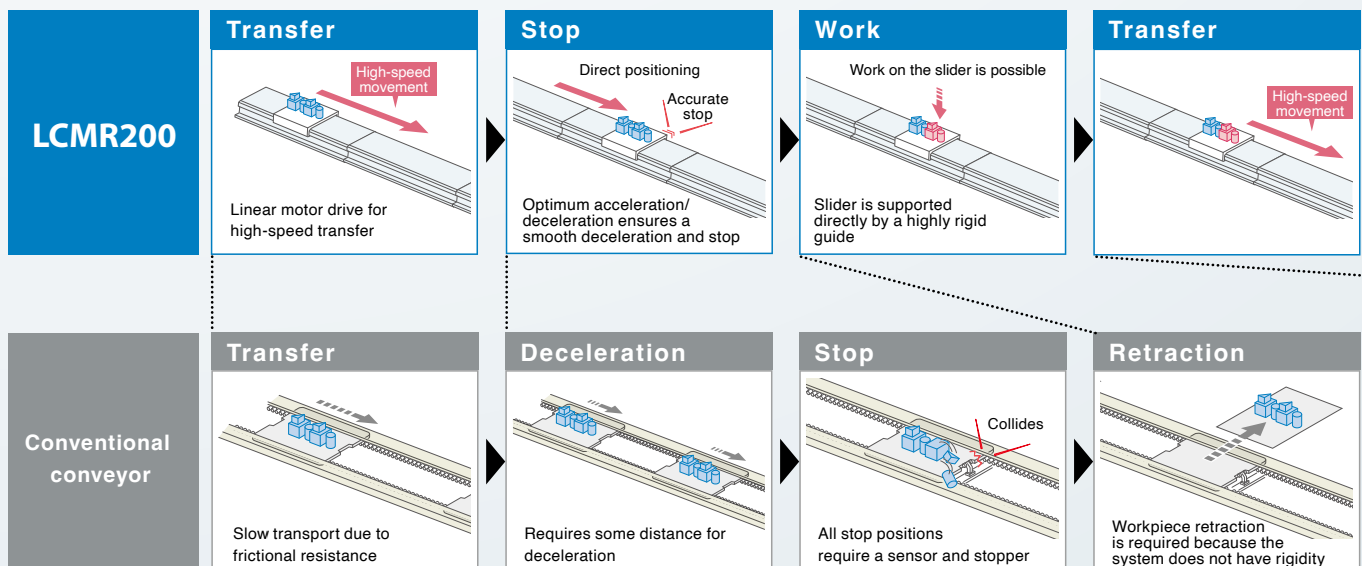 LCMR200
Transfer
High-speed
movement
Linear motor drive for
high-speed transfer
Stop
Direct positioning
Accurate
stop
Optimum acceleration/
deceleration ensures a
smooth deceleration and stop
Work
Work on the slider is possible
Slider is supported
directly by a highly rigid
guide
Transfer
High-speed
movement
Conventional
conveyor
Transfer
Slow transport due to
frictional resistance
Deceleration
Requires some distance for
deceleration
Stop
Collides
All stop positions
require a sensor and stopper
Retraction
Workpiece retraction
is required because the
system does not have rigidity